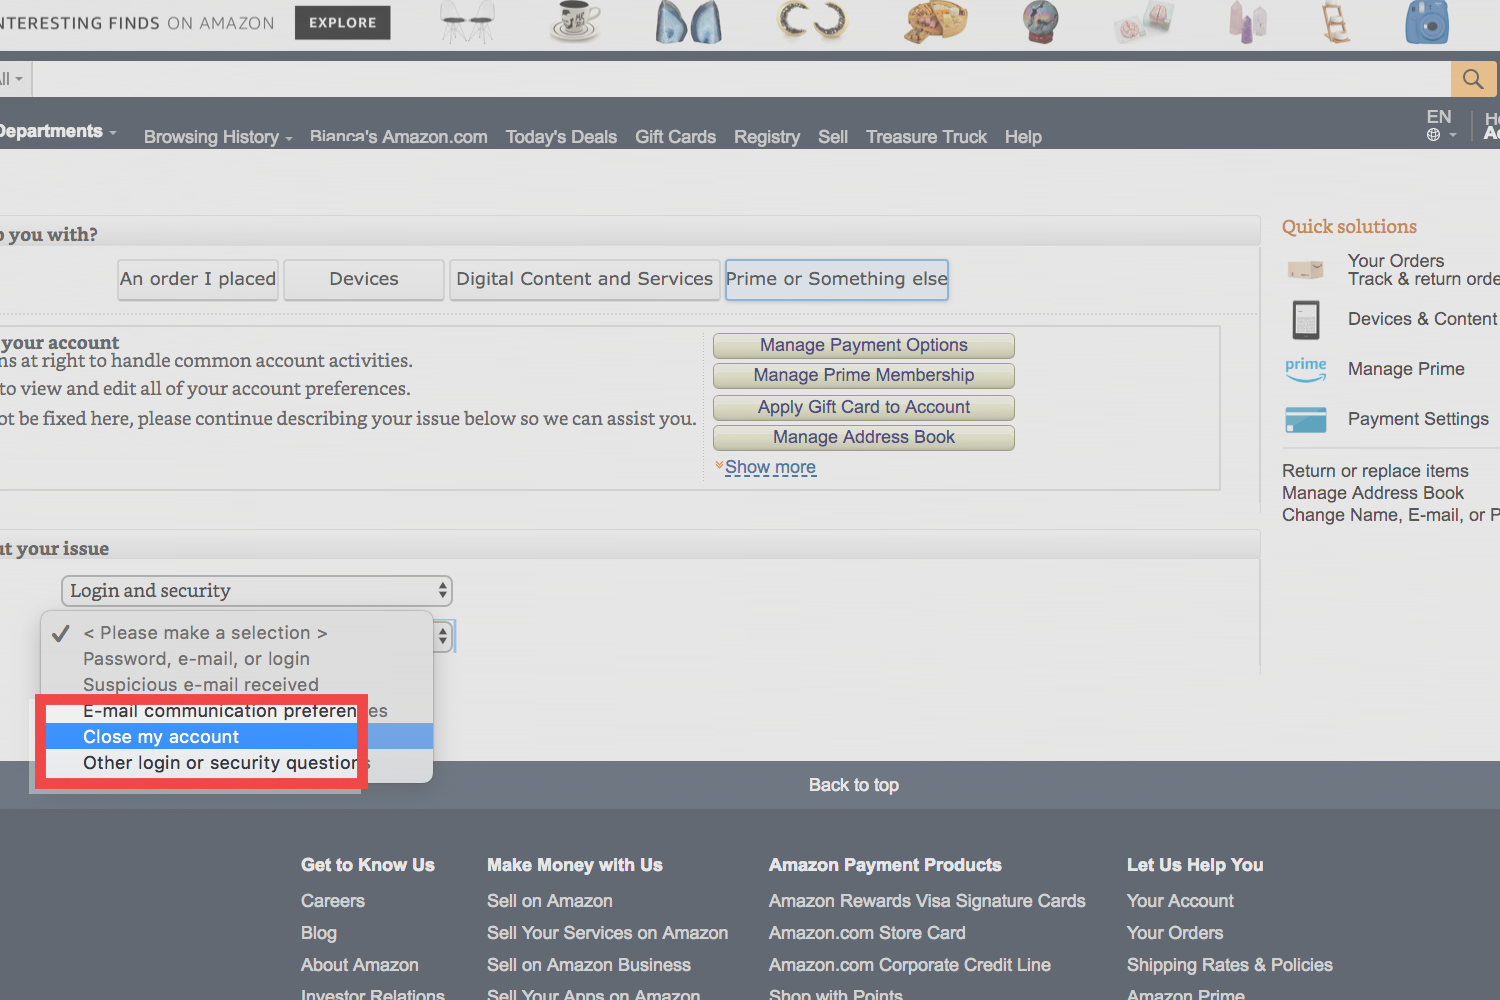 INTERESTING FINDS ON AMAZON EXPLORE
All
Departments Browsing History Bianca's Amazon.com Today's Deals Gift Cards Registry Sell Treasure Truck Help
EN
you with?
An order I placed Devices Digital Content and Services Prime or Something else
your account
at right to handle common account activities.
to view and edit all of your account preferences.
be fixed here, please continue describing your issue below so we can assist you.
Manage Payment Options
Manage Prime Membership
Apply Gift Card to Account
Manage Address Book
Show more
Quick solutions
Your Orders
Track & return
Devices & Content
prime
Manage Prime
Payment Settings
Return or replace items
Manage Address Book
Change Name, E-mail, or P
your issue
Login and security
< Please make a selection >
Password, e-mail, or login
Suspicious e-mail received
E-mail communication preferences
Close my account
Other login or security questions
Back to top
Get to Know Us
Careers
Blog
About Amazon
Investor Relations
Make Money with Us
Sell on Amazon
Sell Your Services on Amazon
Sell on Amazon Business
Sell Your Apps on Amazon
Amazon Payment Products
Amazon Rewards Visa Signature Cards
Amazon.com Store Card
Amazon.com Corporate Credit Line
Shop with Points
Let Us Help You
Your Account
Your Orders
Shipping Rates & Policies
Amazon Prime